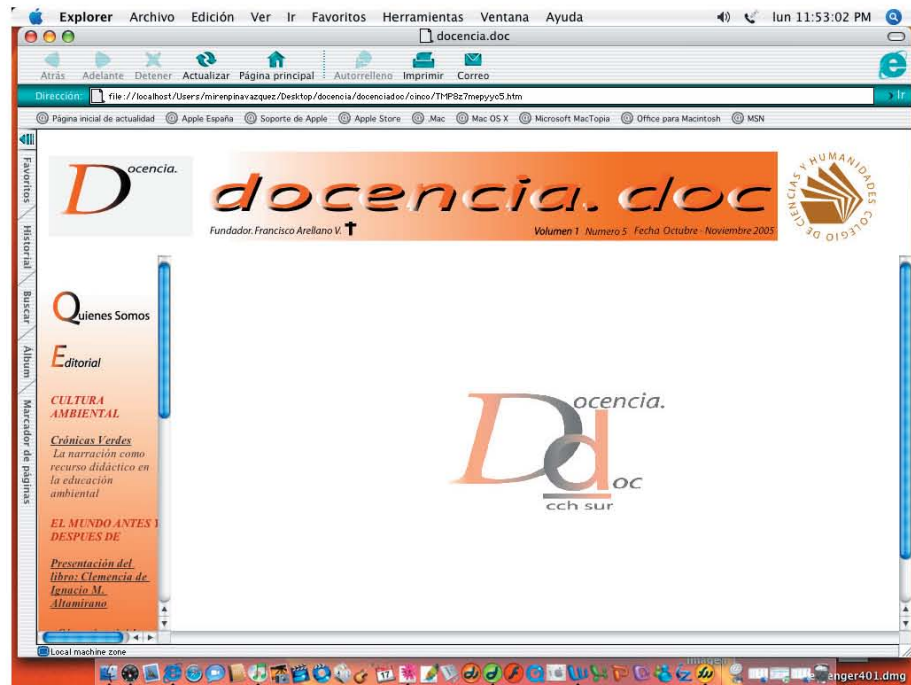 Explorer Archivo Edición Ver Ir Favoritos Herramientas Ventana Ayuda lun 11:53:02 PM
docencia.doc
Atrás Adelante Detener Actualizar Página principal Autorrelleno Imprimir Correo
Dirección: file://localhost/Users/mirenpinavazquez/Desktop/docencia/docenciadoc/cinco/TMP8z7mepyyc5.htm Ir
Página inicial de actualidad Apple España Soporte de Apple Apple Store .Mac Mac OS X Microsoft MacTopia Office para Macintosh MSN
Favoritos
Historial
Buscar
Álbum
Marcador de páginas
Docencia.
docencia.doc
Fundador. Francisco Arellano V. Volumen 1 Numero 5 Fecha Octubre - Noviembre 2005
COLEGIO DE CIENCIAS Y HUMANIDADES
Quienes Somos
Editorial
CULTURA
AMBIENTAL
Crónicas Verdes
La narración como
recurso didáctico en
la educación
ambiental
EL MUNDO ANTES Y
DESPUES DE
Presentación del
libro: Clemencia de
Ignacio M.
Altamirano
Docencia.
doc
cch sur
Local machine zone
enger401.dmg